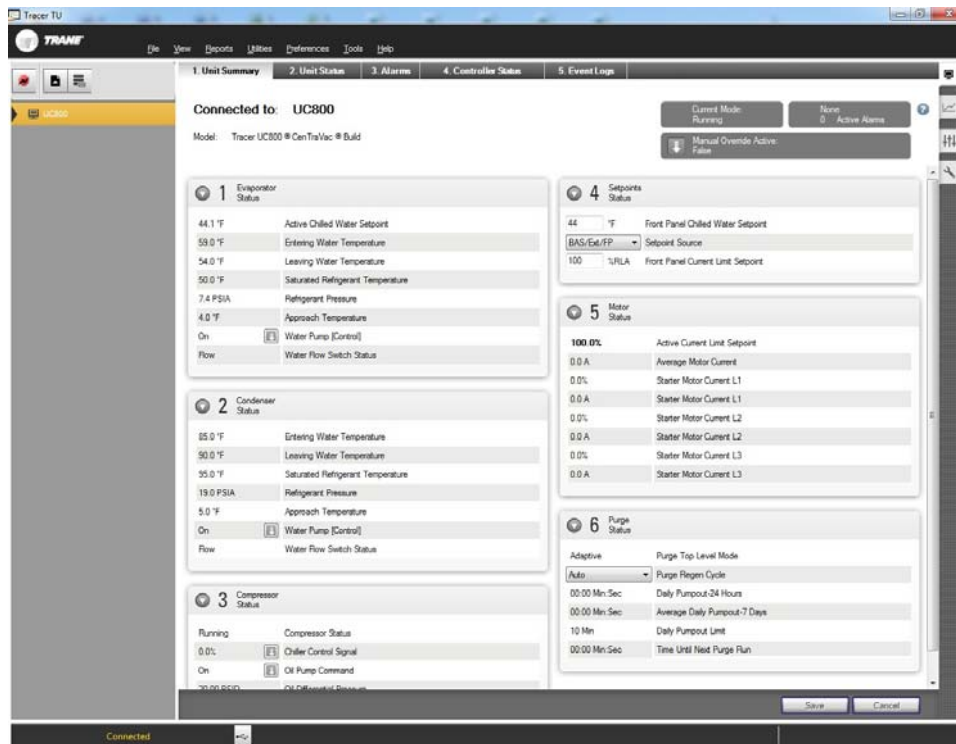 Tracer TU
TRANE
File View Reports Utilities Preferences Tools Help
1. Unit Summary 2. Unit Status 3. Alarms 4. Controller Status 5. Event Logs
UC800
Connected to: UC800
Model: Tracer UC800 ® CenTraVac ® Build
Current Mode:
Running
None
0 Active Alarms
Manual Override Active:
False
1 Evaporator
Status
44.1 °F Active Chilled Water Setpoint
59.0 °F Entering Water Temperature
54.0 °F Leaving Water Temperature
50.0 °F Saturated Refrigerant Temperature
7.4 PSIA Refrigerant Pressure
4.0 °F Approach Temperature
On Water Pump [Control]
Flow Water Flow Switch Status
2 Condenser
Status
85.0 °F Entering Water Temperature
90.0 °F Leaving Water Temperature
95.0 °F Saturated Refrigerant Temperature
19.0 PSIA Refrigerant Pressure
5.0 °F Approach Temperature
On Water Pump [Control]
Flow Water Flow Switch Status
3 Compressor
Status
Running Compressor Status
0.0% Chiller Control Signal
On Oil Pump Command
20.00 PSID Oil Differential Pressure
4 Setpoints
Status
44 °F Front Panel Chilled Water Setpoint
BAS/Ext/FP Setpoint Source
100 %RLA Front Panel Current Limit Setpoint
5 Motor
Status
100.0% Active Current Limit Setpoint
0.0 A Average Motor Current
0.0% Starter Motor Current L1
0.0 A Starter Motor Current L1
0.0% Starter Motor Current L2
0.0 A Starter Motor Current L2
0.0% Starter Motor Current L3
0.0 A Starter Motor Current L3
6 Purge
Status
Adaptive Purge Top Level Mode
Auto Purge Regen Cycle
00:00 Min:Sec Daily Pumpout-24 Hours
00:00 Min:Sec Average Daily Pumpout-7 Days
10 Min Daily Pumpout Limit
00:00 Min:Sec Time Until Next Purge Run
Save Cancel
Connected